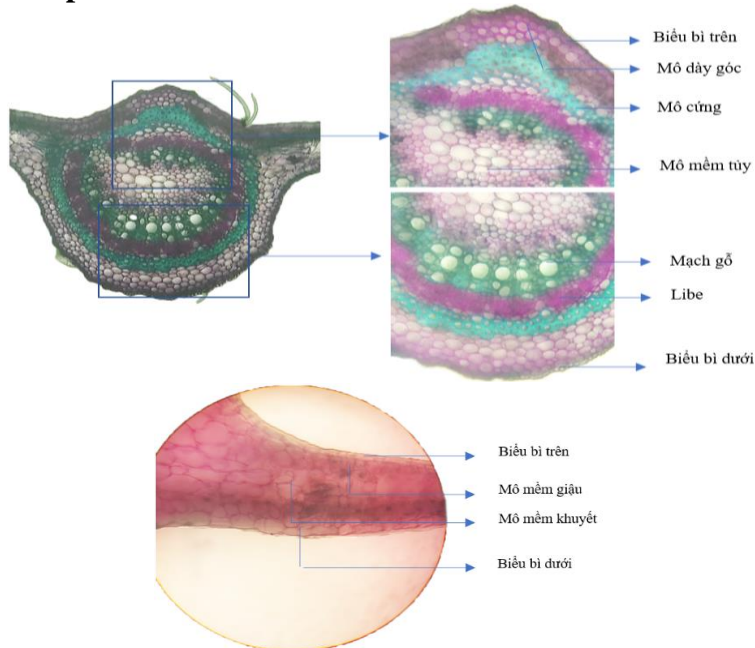 Biểu bì trên
Mô dày góc
Mô cứng
Mô mềm tủy
Mạch gỗ
Libe
Biểu bì dưới
Biểu bì trên
Mô mềm giậu
Mô mềm khuyết
Biểu bì dưới